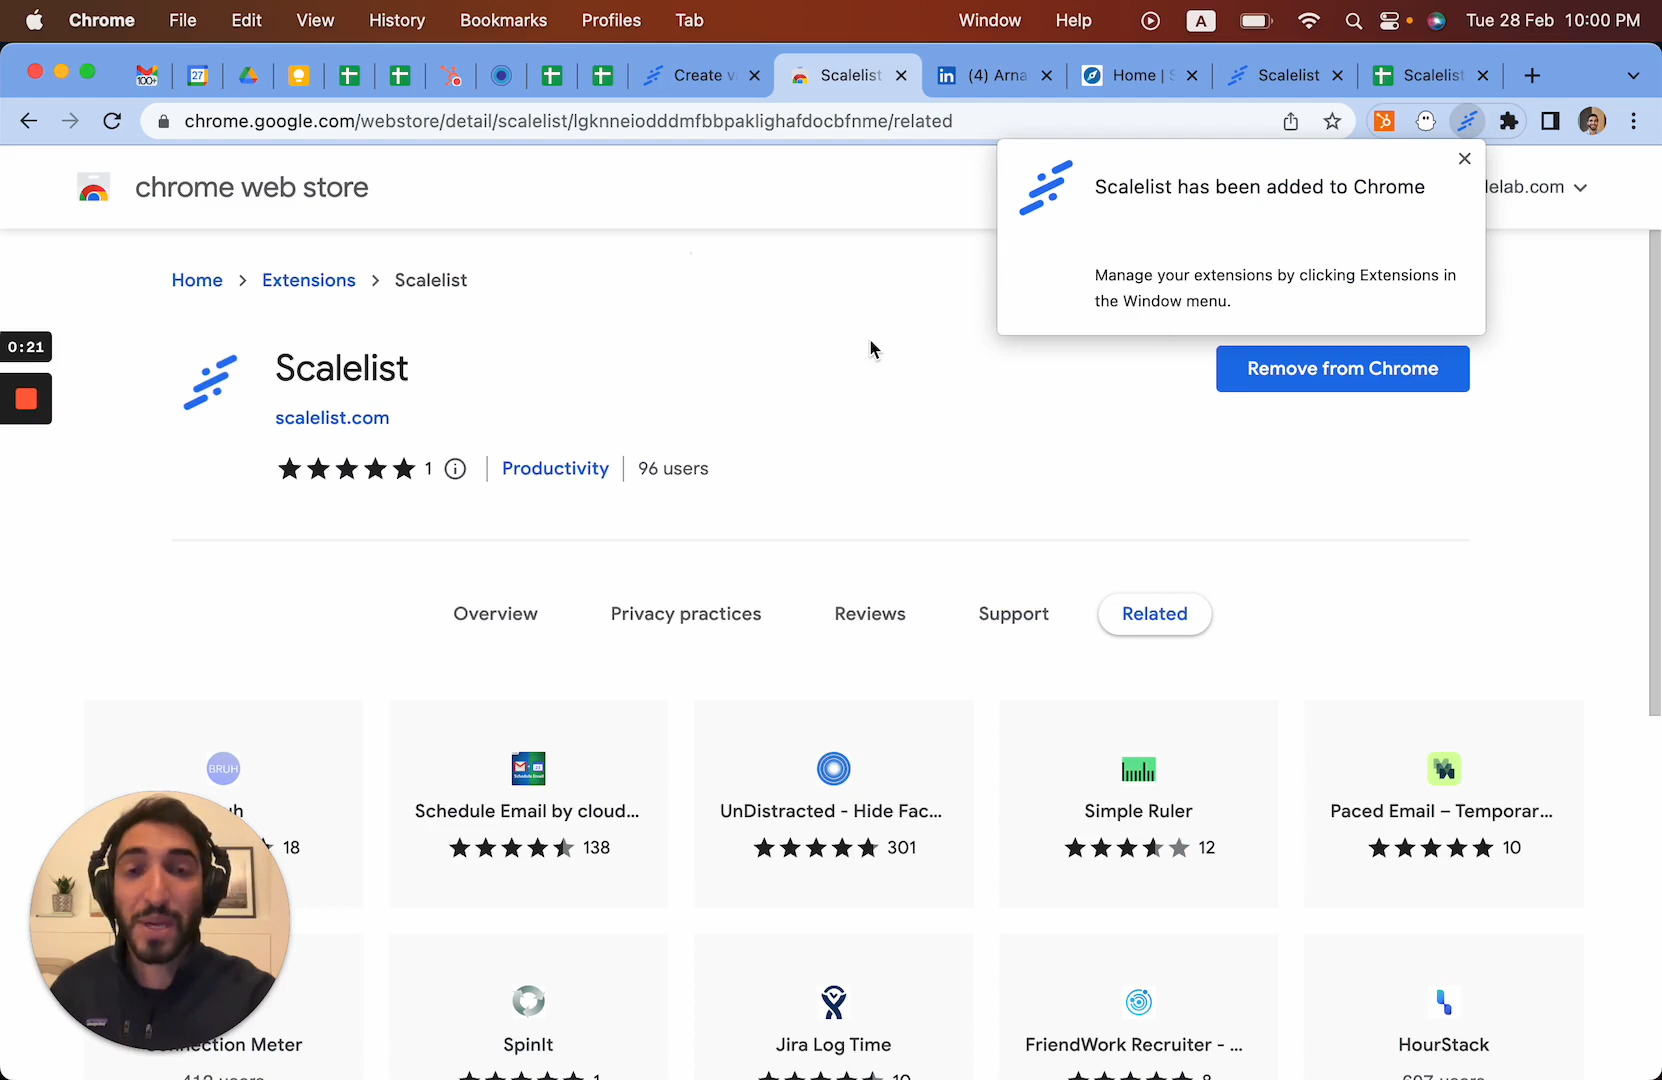 Chrome File Edit View History Bookmarks Profiles Tab Window Help A Tue 28 Feb 10:00 PM
100+ 27 Create v Scalelist (4) Arna Home | Scalelist Scalelist
chrome.google.com/webstore/detail/scalelist/lgknneiodddmfbbpaklighafdocbfnme/related
chrome web store
Scalelist has been added to Chrome
lelab.com
Manage your extensions by clicking Extensions in
the Window menu.
Home > Extensions > Scalelist
0:21
Scalelist
Remove from Chrome
scalelist.com
1 Productivity 96 users
Overview Privacy practices Reviews Support Related
BRUH
Schedule Email
Schedule Email by cloud... UnDistracted - Hide Fac... Simple Ruler Paced Email – Temporar...
18 138 301 12 10
nection Meter SpinIt Jira Log Time FriendWork Recruiter - ... HourStack